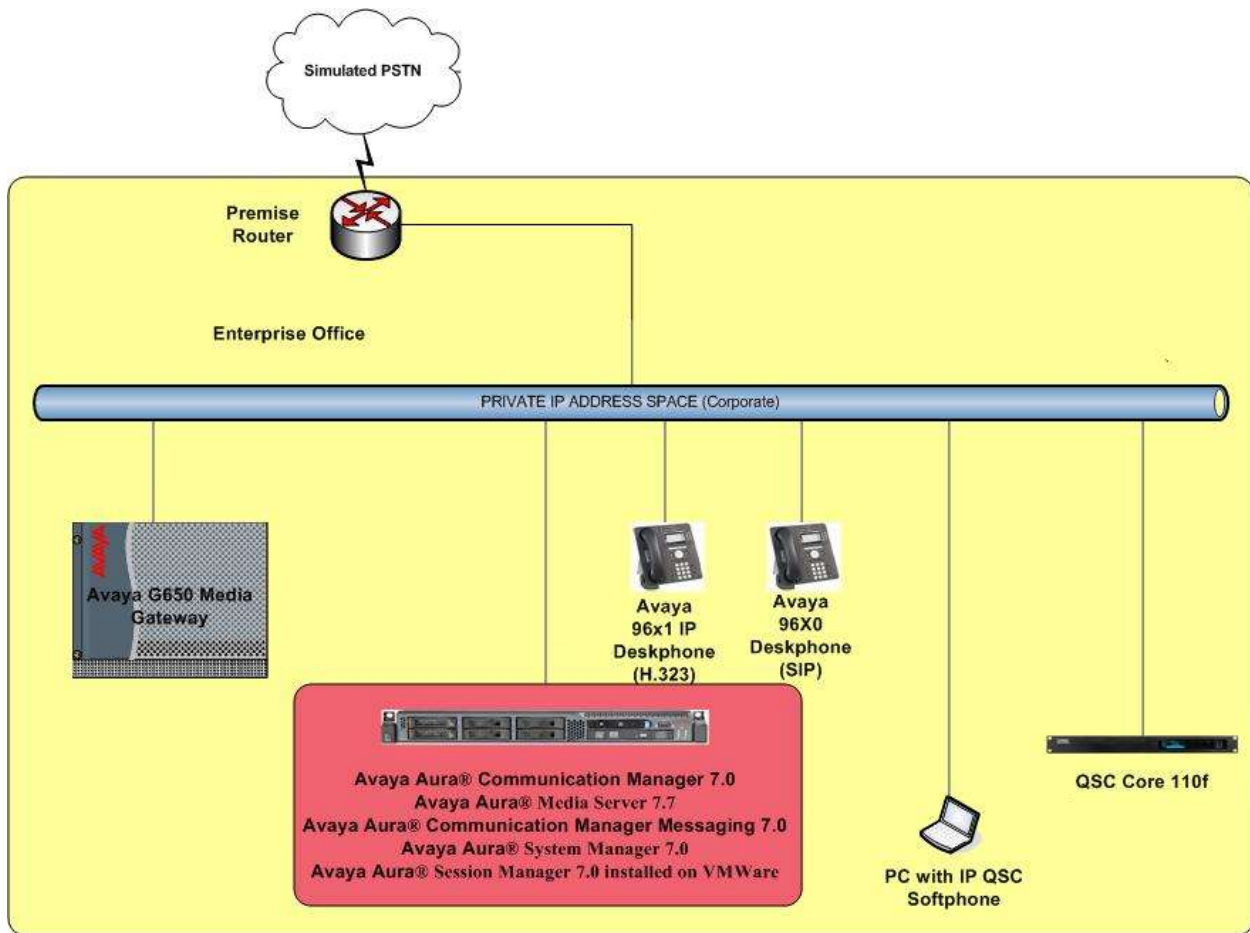 Simulated PSTN
Premise
Router
Enterprise Office
PRIVATE IP ADDRESS SPACE (Corporate)
AVAYA
Avaya G650 Media
Gateway
Avaya
96x1 IP
Deskphone
(H.323)
Avaya
96X0
Deskphone
(SIP)
Avaya Aura® Communication Manager 7.0
Avaya Aura® Media Server 7.7
Avaya Aura® Communication Manager Messaging 7.0
Avaya Aura® System Manager 7.0
Avaya Aura® Session Manager 7.0 installed on VMWare
PC with IP QSC
Softphone
QSC Core 110f